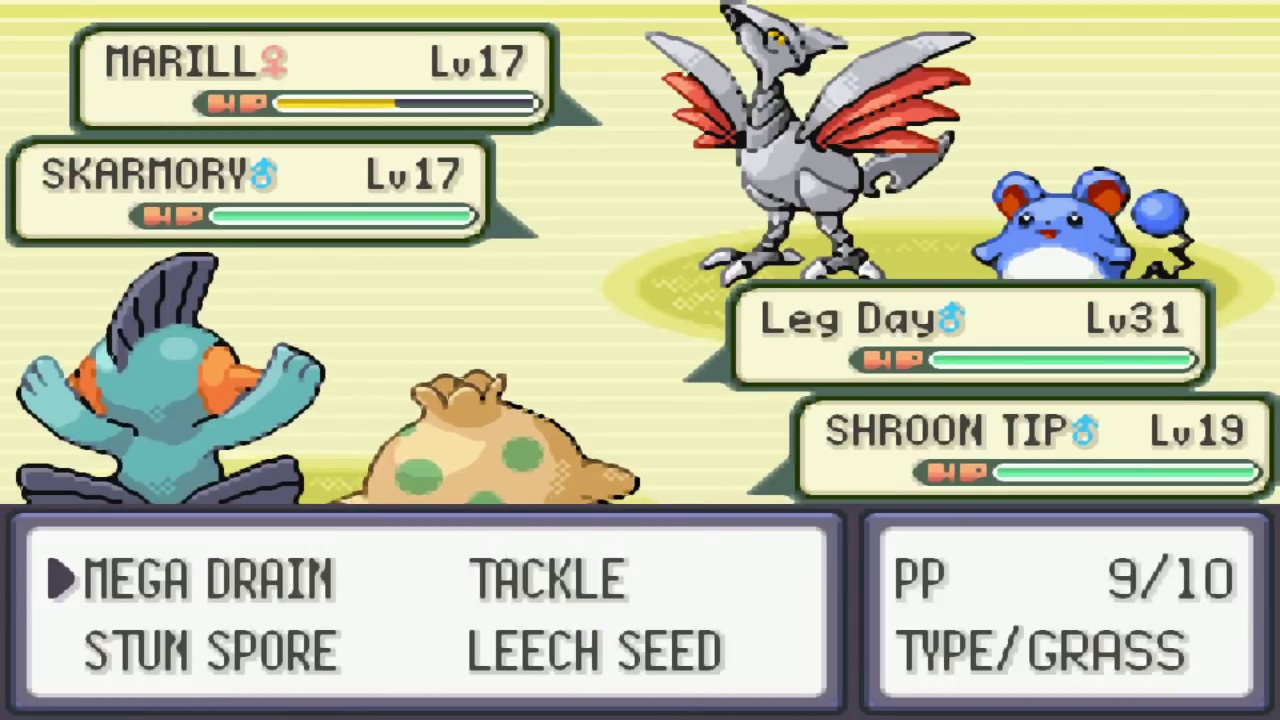 MARILL♀ Lv17
HP
SKARMORY♂ Lv17
HP
Leg Day♂ Lv31
HP
SHROON TIP♂ Lv19
HP
MEGA DRAIN TACKLE
STUN SPORE LEECH SEED
PP 9/10
TYPE/GRASS